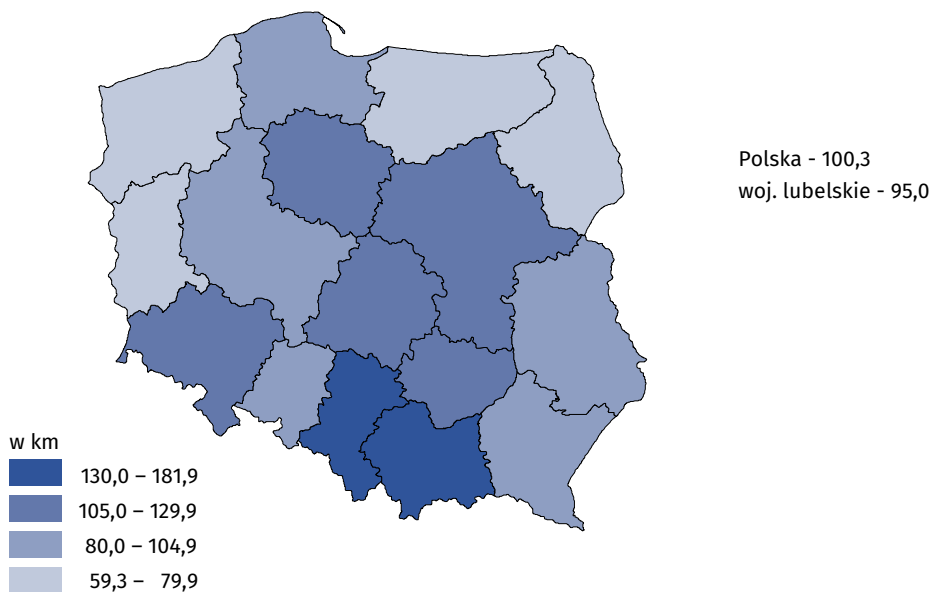 Polska - 100,3
woj. lubelskie - 95,0
w km
130,0 – 181,9
105,0 – 129,9
80,0 – 104,9
59,3 – 79,9